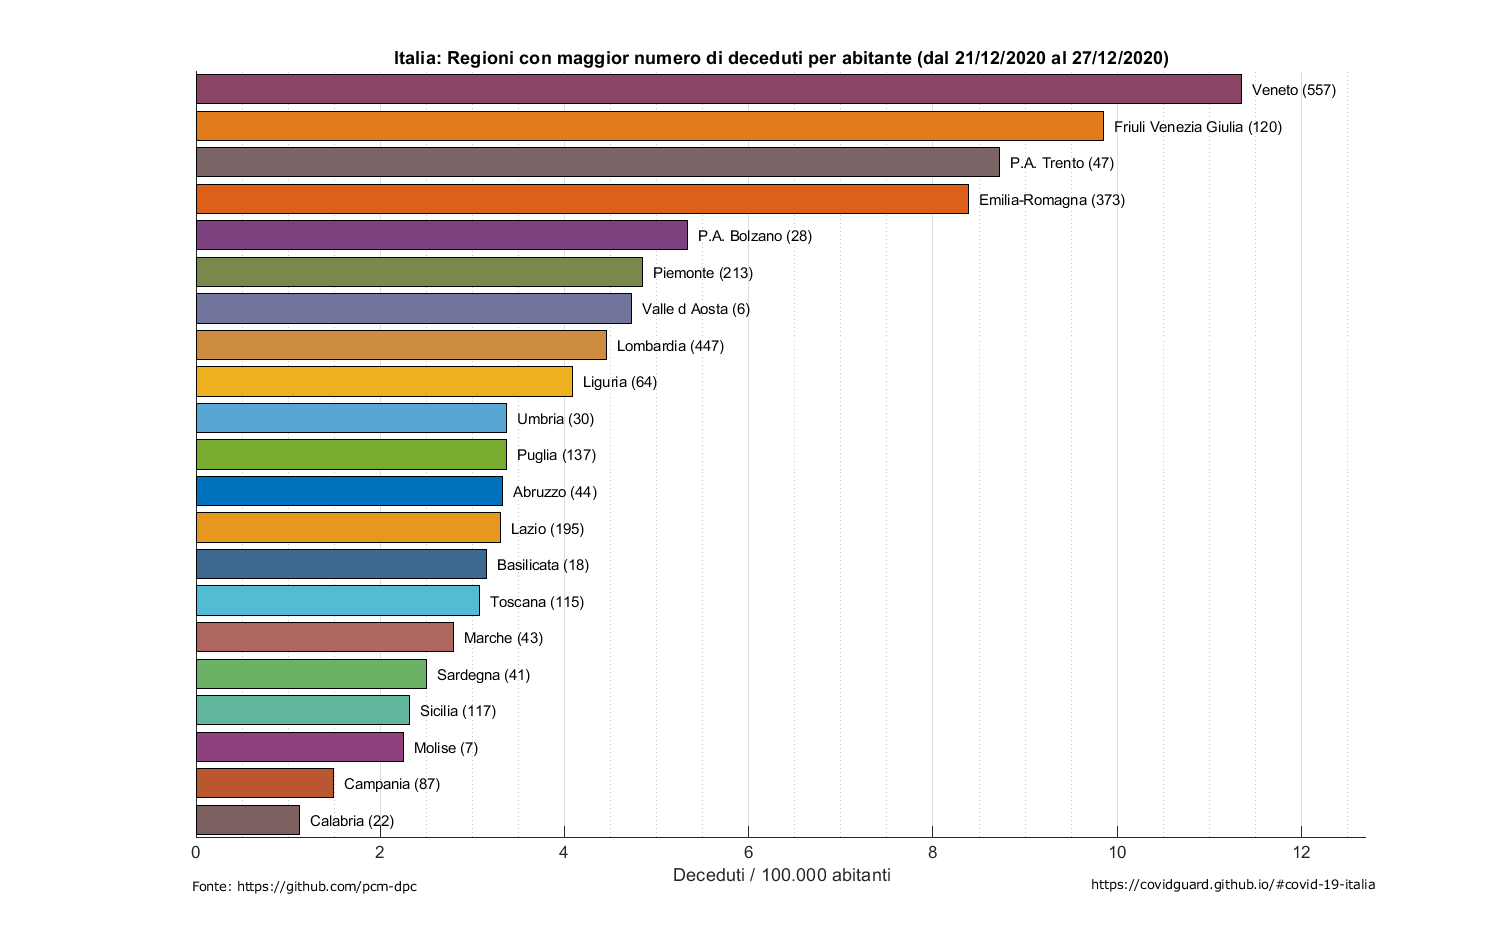 Italia: Regioni con maggior numero di deceduti per abitante (dal 21/12/2020 al 27/12/2020)
Veneto (557)
Friuli Venezia Giulia (120)
P.A. Trento (47)
Emilia-Romagna (373)
P.A. Bolzano (28)
Piemonte (213)
Valle d Aosta (6)
Lombardia (447)
Liguria (64)
Umbria (30)
Puglia (137)
Abruzzo (44)
Lazio (195)
Basilicata (18)
Toscana (115)
Marche (43)
Sardegna (41)
Sicilia (117)
Molise (7)
Campania (87)
Calabria (22)
0 2 4 6 8 10 12
Deceduti / 100.000 abitanti
Fonte: https://github.com/pcm-dpc
https://covidguard.github.io/#covid-19-italia